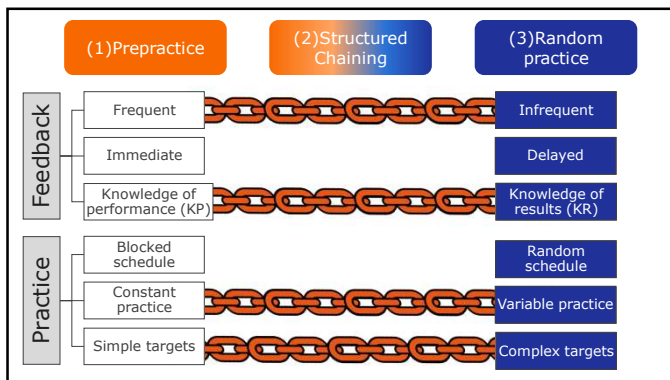 (1)Prepractice
(2)Structured
Chaining
(3)Random
practice
Feedback
Frequent
Infrequent
Immediate
Delayed
Knowledge of
performance (KP)
Knowledge of
results (KR)
Practice
Blocked
schedule
Random
schedule
Constant
practice
Variable practice
Simple targets
Complex targets